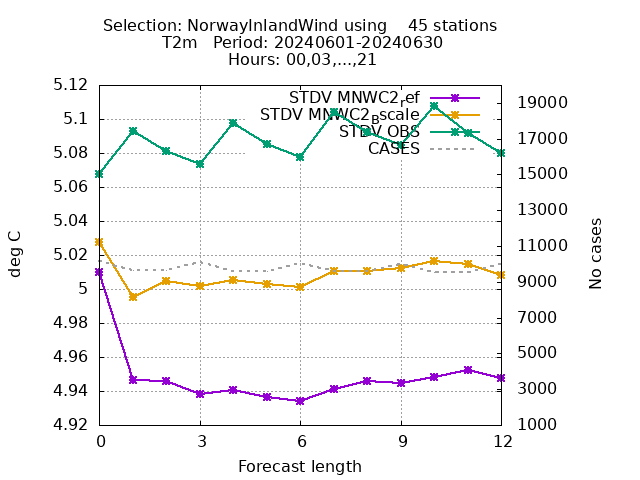 Selection: NorwayInlandWind using    45 stations
T2m   Period: 20240601-20240630
Hours: 00,03,...,21
STDV MNWC2_ref
STDV MNWC2_Bscale
STDV OBS
CASES
5.12
5.1
5.08
5.06
5.04
5.02
5
4.98
4.96
4.94
4.92
deg C
19000
17000
15000
13000
11000
9000
7000
5000
3000
1000
No cases
0 3 6 9 12
Forecast length